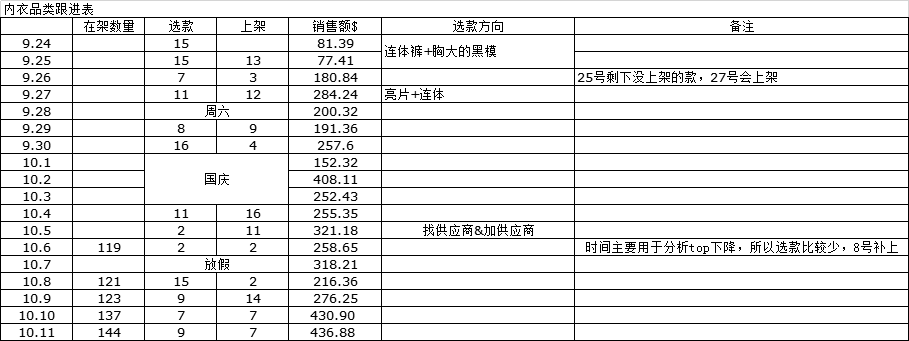 内衣品类跟进表
在架数量 选款 上架 销售额$ 选款方向 备注
9.24 15 81.39 连体裤+胸大的黑模
9.25 15 13 77.41
9.26 7 3 180.84 25号剩下没上架的款，27号会上架
9.27 11 12 284.24 亮片+连体
9.28 周六 200.32
9.29 8 9 191.36
9.30 16 4 257.6
10.1 国庆 152.32
10.2 408.11
10.3 252.43
10.4 11 16 255.35
10.5 2 11 321.18 找供应商&加供应商
10.6 119 2 2 258.65 时间主要用于分析top下降，所以选款比较少，8号补上
10.7 放假 318.21
10.8 121 15 2 216.36
10.9 123 9 14 276.25
10.10 137 7 7 430.90
10.11 144 9 7 436.88